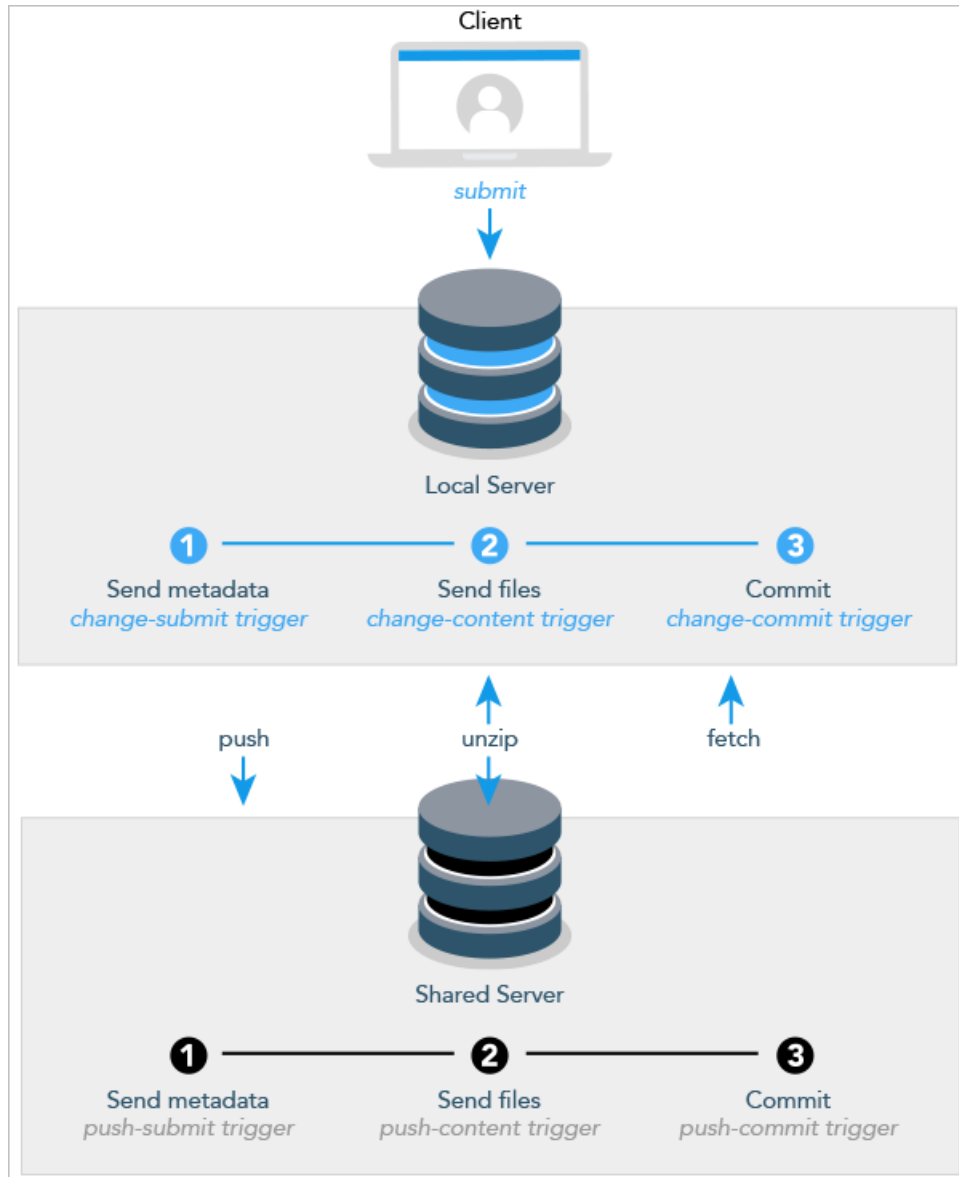 Client
submit
Local Server
1 2 3
Send metadata Send files Commit
change-submit trigger change-content trigger change-commit trigger
push unzip fetch
Shared Server
1 2 3
Send metadata Send files Commit
push-submit trigger push-content trigger push-commit trigger